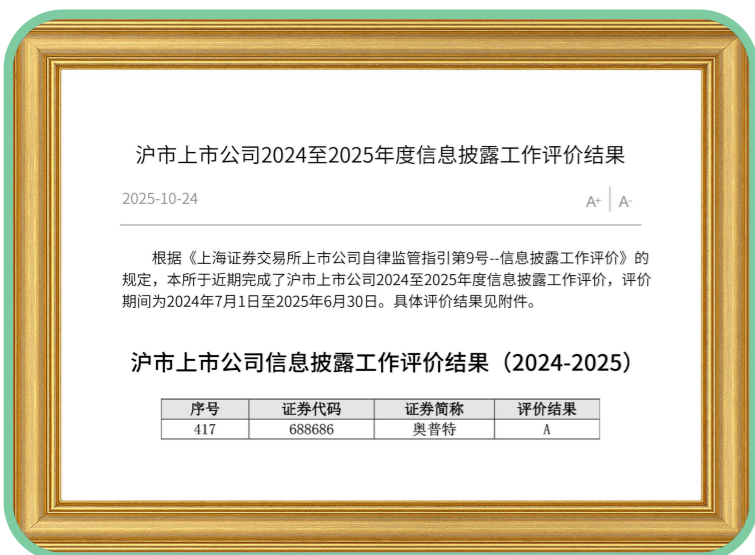 沪市上市公司2024至2025年度信息披露工作评价结果
2025-10-24
A+ A-
根据《上海证券交易所上市公司自律监管指引第9号--信息披露工作评价》的
规定，本所于近期完成了沪市上市公司2024至2025年度信息披露工作评价，评价
期间为2024年7月1日至2025年6月30日。具体评价结果见附件。
沪市上市公司信息披露工作评价结果（2024-2025）
序号 证券代码 证券简称 评价结果
417 688686 奥普特 A